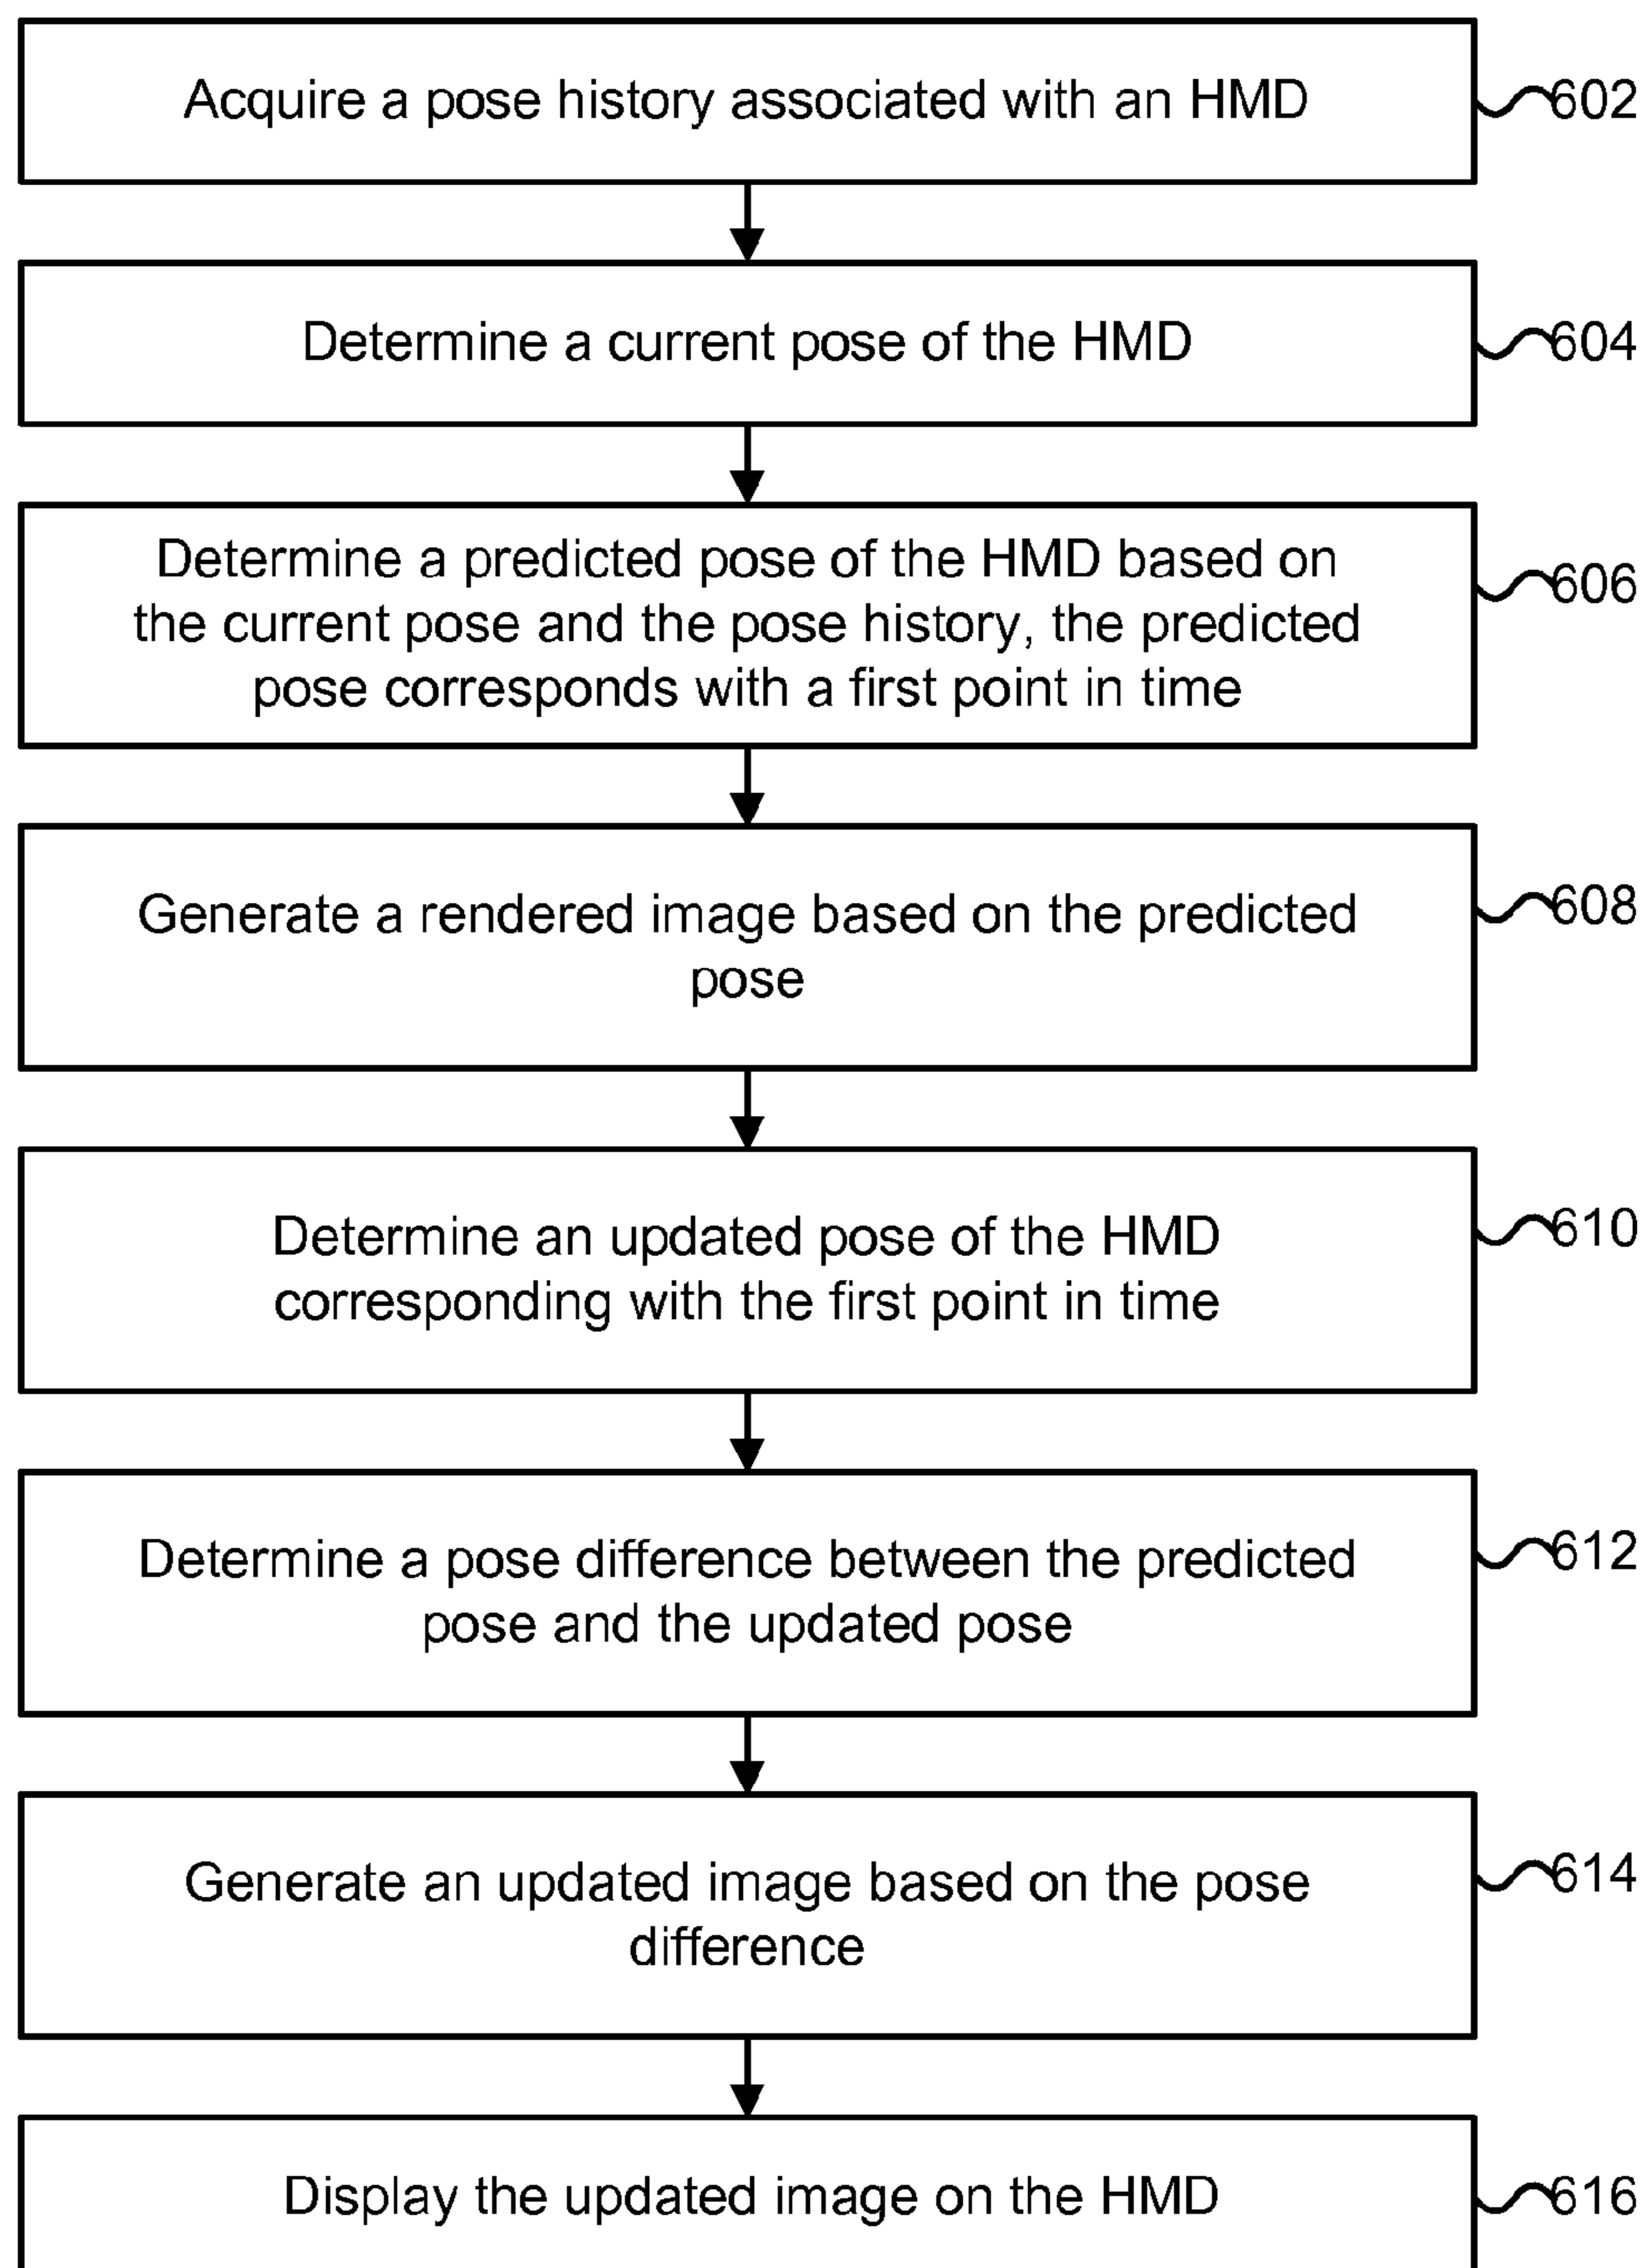 Acquire a pose history associated with an HMD
602
Determine a current pose of the HMD
604
Determine a predicted pose of the HMD based on
the current pose and the pose history, the predicted
pose corresponds with a first point in time
606
Generate a rendered image based on the predicted
pose
608
Determine an updated pose of the HMD
corresponding with the first point in time
610
Determine a pose difference between the predicted
pose and the updated pose
612
Generate an updated image based on the pose
difference
614
Display the updated image on the HMD
616